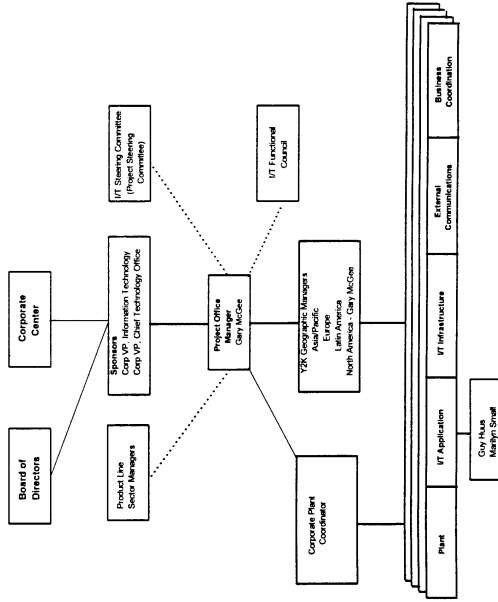 Board of
Directors
Corporate
Center
Product Line
Sector Managers
Sponsors
Corp VP, Information Technology
Corp VP, Chief Technology Office
I/T Steering Committee
(Project Steering
Committee)
Project Office
Manager
Gary McGee
I/T Functional
Council
Corporate Plant
Coordinator
Y2K Geographic Managers
Asia/Pacific
Europe
Latin America
North America - Gary McGee
Plant
I/T Application
I/T Infrastructure
External
Communications
Business
Coordination
Guy Huus
Marilyn Small